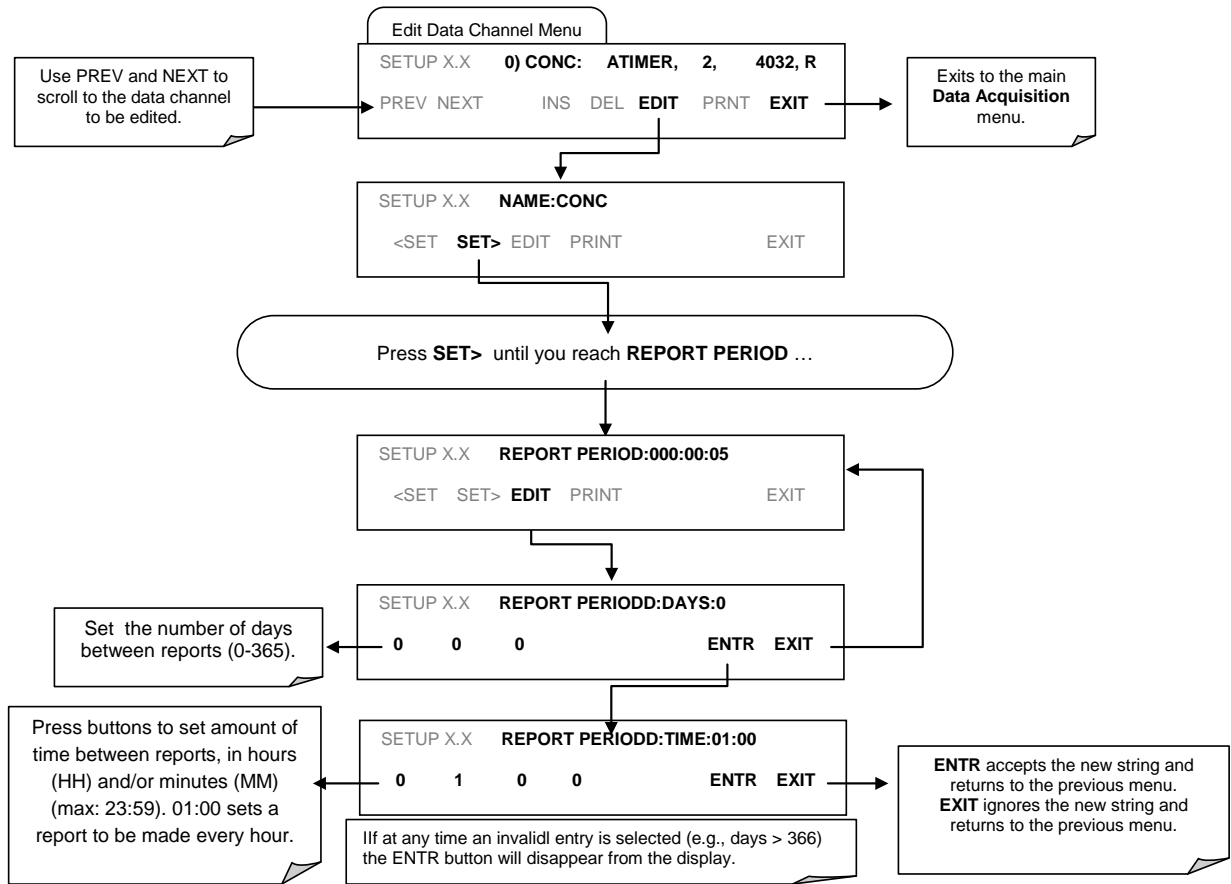 Edit Data Channel Menu
SETUP X.X 0) CONC: ATIMER, 2, 4032, R
PREV NEXT INS DEL EDIT PRNT EXIT
Use PREV and NEXT to
scroll to the data channel
to be edited.
Exits to the main
Data Acquisition
menu.
SETUP X.X NAME:CONC
<SET SET> EDIT PRINT EXIT
Press SET> until you reach REPORT PERIOD …
SETUP X.X REPORT PERIOD:000:00:05
<SET SET> EDIT PRINT EXIT
SETUP X.X REPORT PERIODD:DAYS:0
0 0 0 ENTR EXIT
Set the number of days
between reports (0-365).
SETUP X.X REPORT PERIODD:TIME:01:00
0 1 0 0 ENTR EXIT
Press buttons to set amount of
time between reports, in hours
(HH) and/or minutes (MM)
(max: 23:59). 01:00 sets a
report to be made every hour.
ENTR accepts the new string and
returns to the previous menu.
EXIT ignores the new string and
returns to the previous menu.
IIf at any time an invalidl entry is selected (e.g., days > 366)
the ENTR button will disappear from the display.